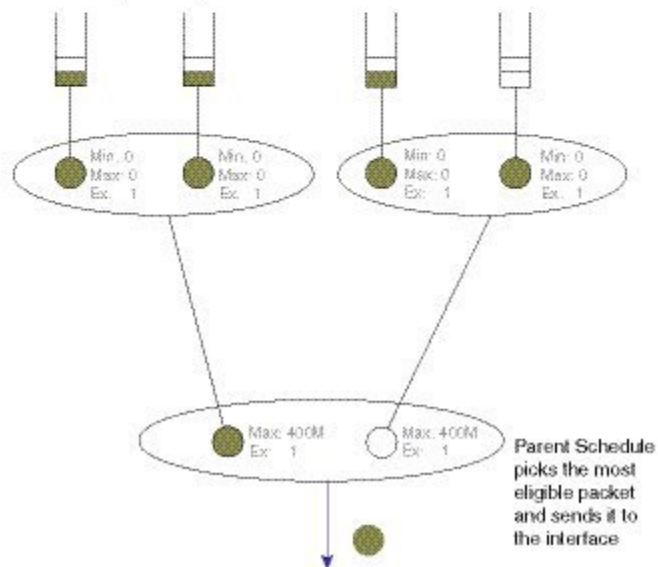 Min: 0
Max: 0
Ex: 1
Min: 0
Max: 0
Ex: 1
Min: 0
Max: 0
Ex: 1
Min: 0
Max: 0
Ex: 1
Max: 400M
Ex: 1
Max: 400M
Ex: 1
Parent Schedule
picks the most
eligible packet
and sends it to
the interface